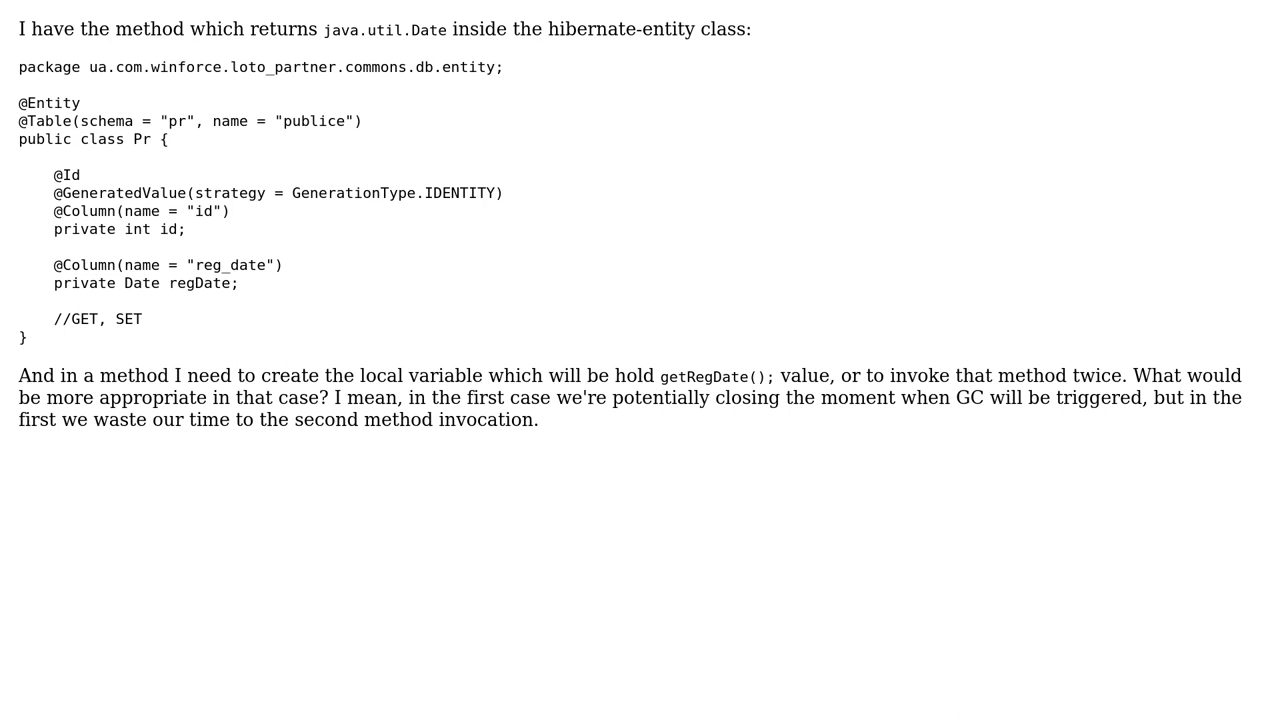 I have the method which returns java.util.Date inside the hibernate-entity class:
package ua.com.winforce.loto_partner.commons.db.entity;
@Entity
@Table(schema = "pr", name = "publice")
public class Pr {
@Id
@GeneratedValue(strategy = GenerationType.IDENTITY)
@Column(name = "id")
private int id;
@Column(name = "reg_date")
private Date regDate;
//GET, SET
}
And in a method I need to create the local variable which will be hold getRegDate(); value, or to invoke that method twice. What would
be more appropriate in that case? I mean, in the first case we're potentially closing the moment when GC will be triggered, but in the
first we waste our time to the second method invocation.